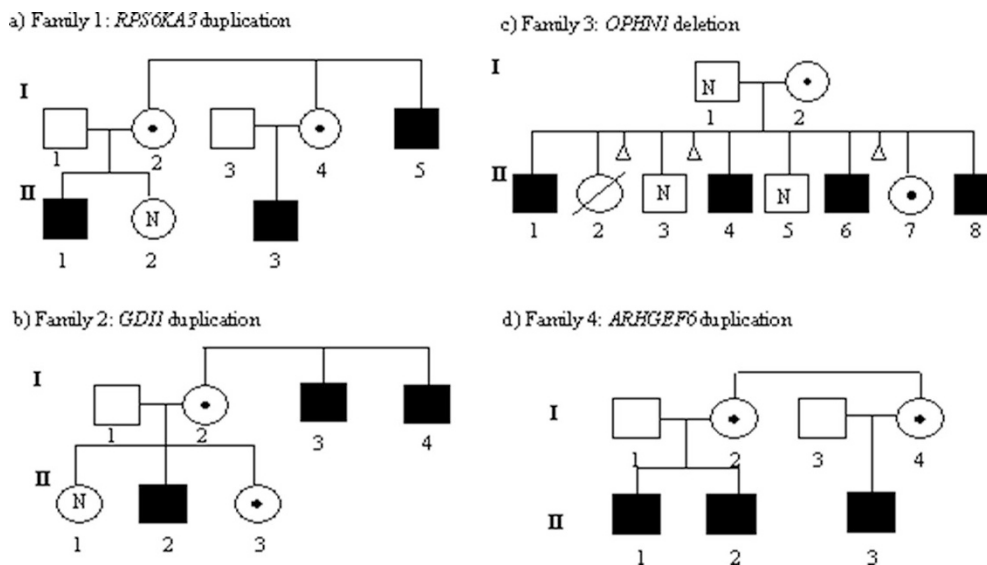 a) Family 1: RPS6KA3 duplication
I
1 2 3 4 5
II
N
1 2 3
b) Family 2: GDI1 duplication
I
1 2 3 4
II
N
1 2 3
c) Family 3: OPHN1 deletion
I
N
1 2
II
N N
1 2 3 4 5 6 7 8
d) Family 4: ARHGEF6 duplication
I
1 2 3 4
II
1 2 3